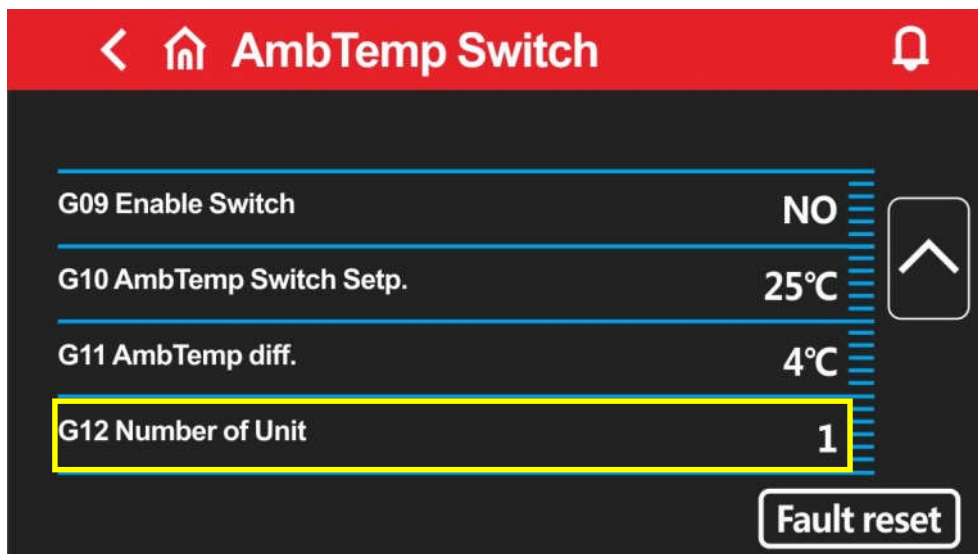 AmbTemp Switch
G09 Enable Switch NO
G10 AmbTemp Switch Setp. 25℃
G11 AmbTemp diff. 4℃
G12 Number of Unit 1
Fault reset